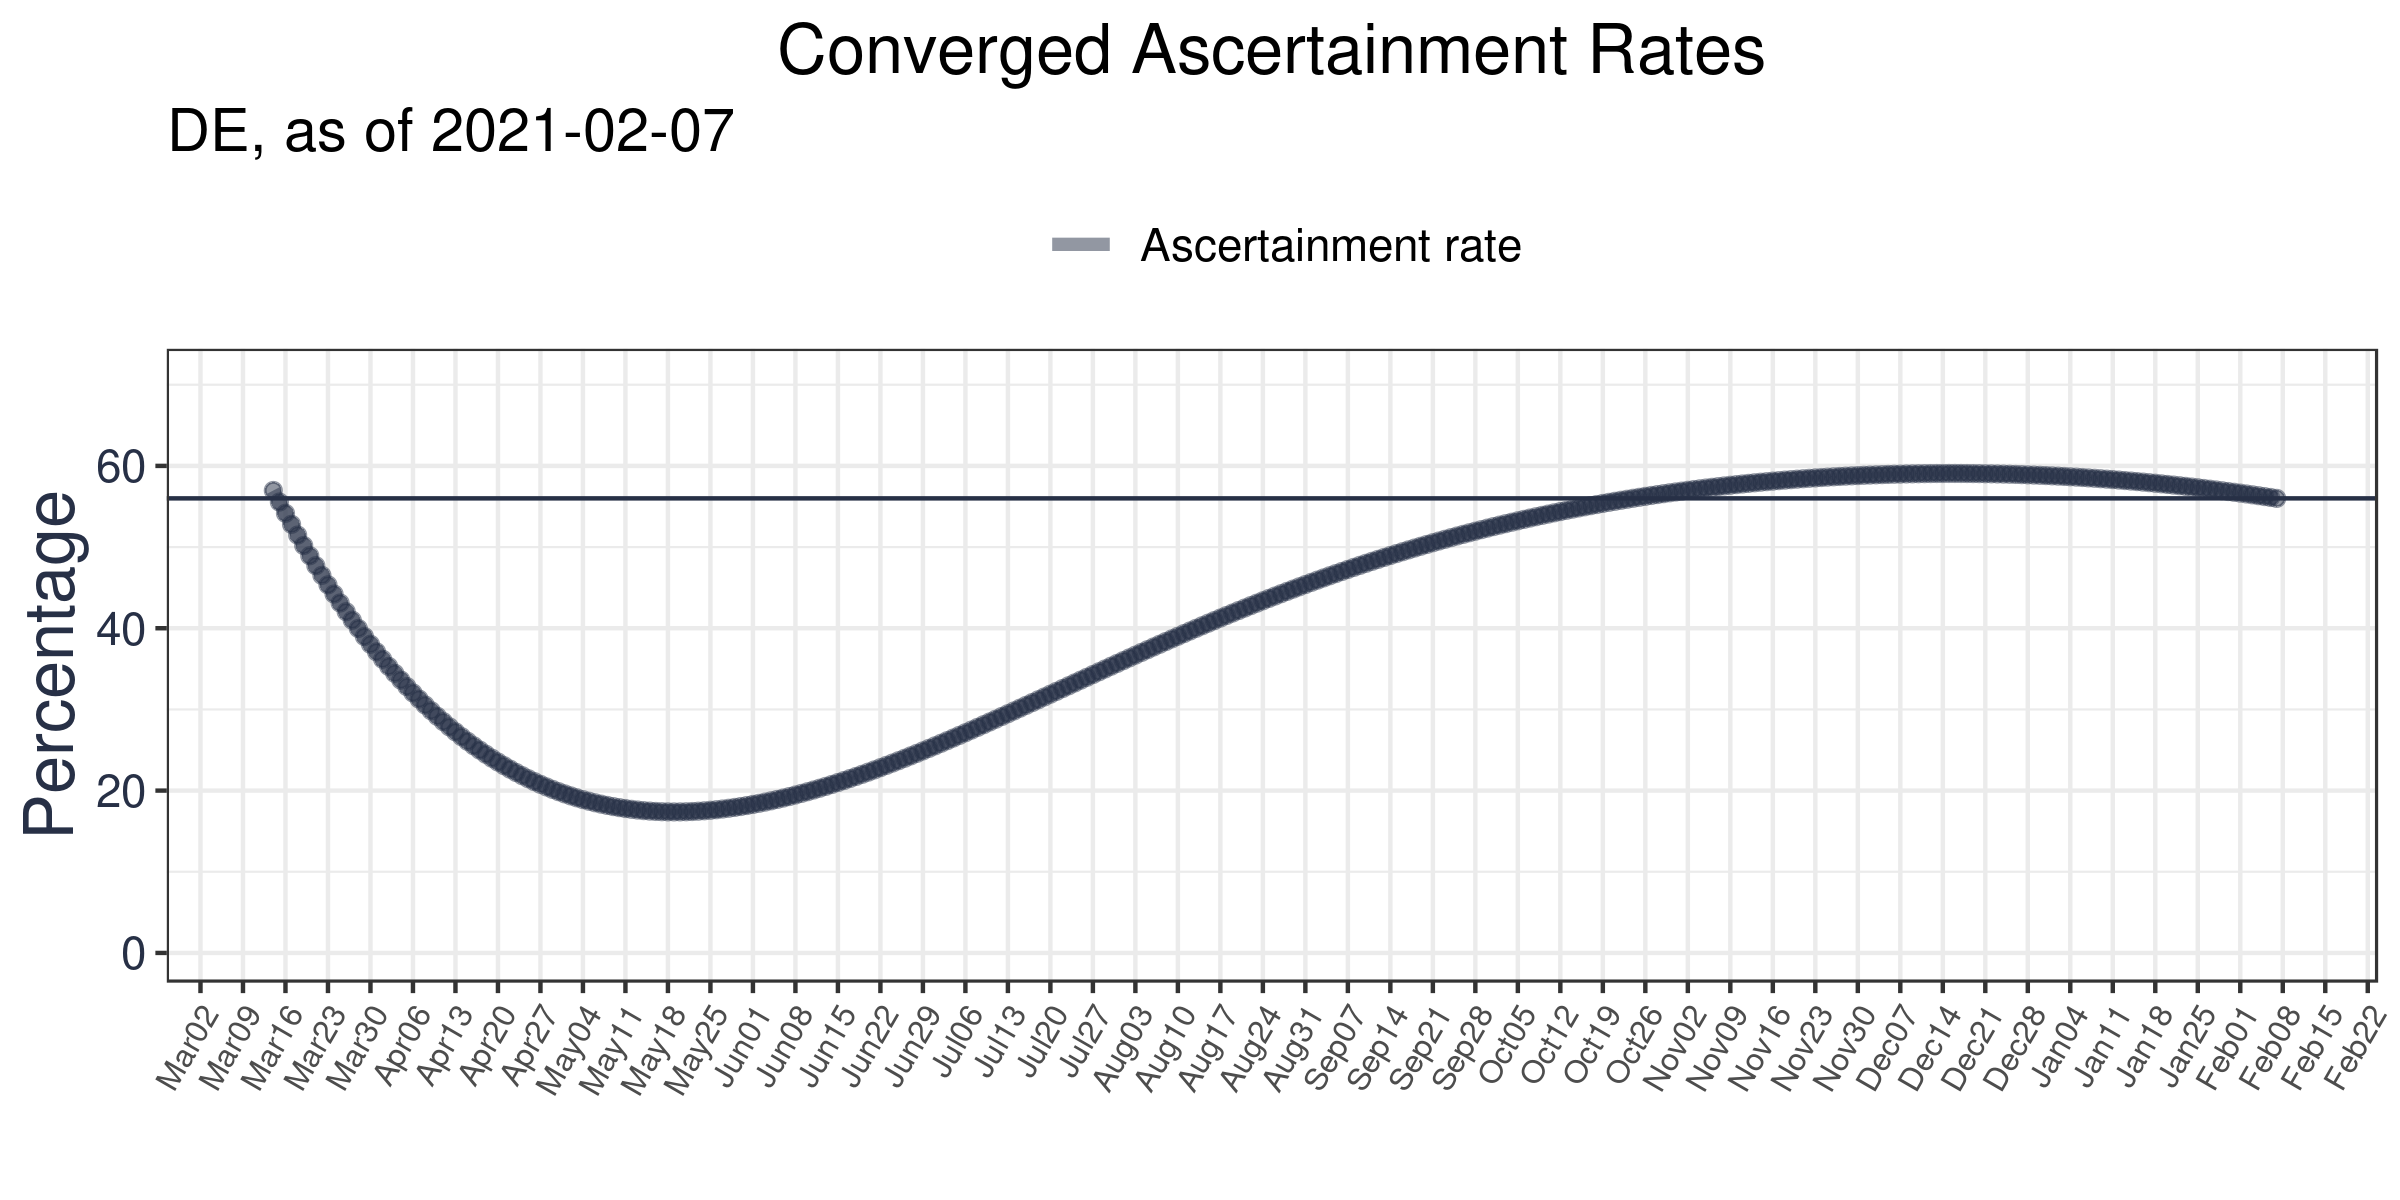 Converged Ascertainment Rates
DE, as of 2021-02-07
Ascertainment rate
Percentage
60
40
20
0
Mar02 Mar09 Mar16 Mar23 Mar30 Apr06 Apr13 Apr20 Apr27 May04 May11 May18 May25 Jun01 Jun08 Jun15 Jun22 Jun29 Jul06 Jul13 Jul20 Jul27 Aug03 Aug10 Aug17 Aug24 Aug31 Sep07 Sep14 Sep21 Sep28 Oct05 Oct12 Oct19 Oct26 Nov02 Nov09 Nov16 Nov23 Nov30 Dec07 Dec14 Dec21 Dec28 Jan04 Jan11 Jan18 Jan25 Feb01 Feb08 Feb15 Feb22